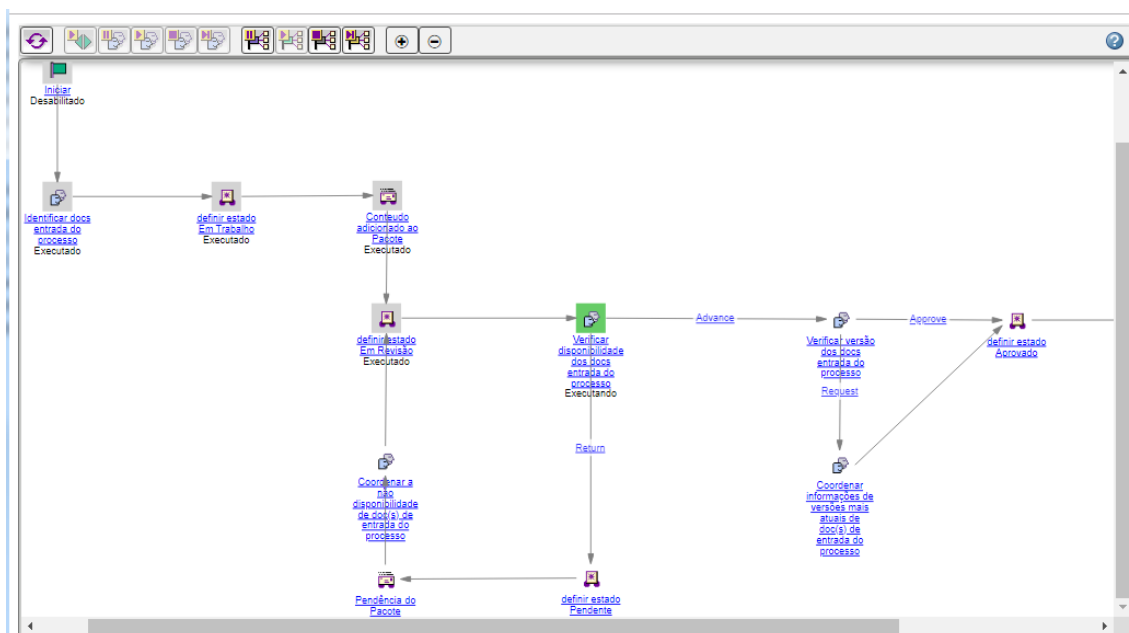 Iniciar
Desabilitado
Identificar docs
entrada do
processo
Executado
definir estado
Em Trabalho
Executado
Conteúdo
adicionado ao
Pacote
Executado
definir estado
Em Revisão
Executado
Verificar
disponibilidade
dos docs
entrada do
processo
Executando
Advance
Verificar versão
dos docs
entrada do
processo
Approve
definir estado
Aprovado
Request
Return
Coordenar a
não
disponibilidade
de doc(s) de
entrada do
processo
Coordenar
informações de
versões mais
atuais de
doc(s) de
entrada do
processo
Pendência do
Pacote
definir estado
Pendente